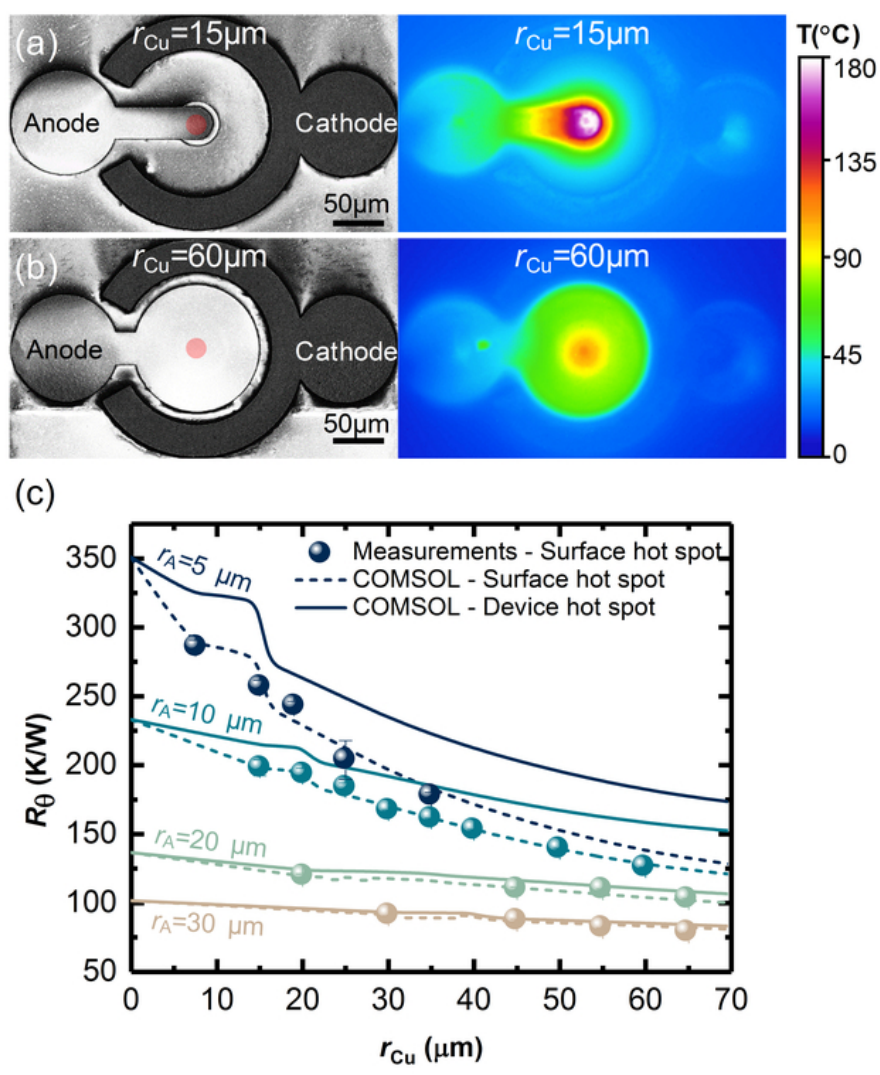 (a)
r_Cu=15μm
Anode
Cathode
50μm
r_Cu=15μm
T(°C)
180
135
90
45
0
(b)
r_Cu=60μm
Anode
Cathode
50μm
r_Cu=60μm
(c)
Measurements - Surface hot spot
COMSOL - Surface hot spot
COMSOL - Device hot spot
r_A=5 μm
r_A=10 μm
r_A=20 μm
r_A=30 μm
R_θ (K/W)
350
300
250
200
150
100
50
0 10 20 30 40 50 60 70
r_Cu (μm)